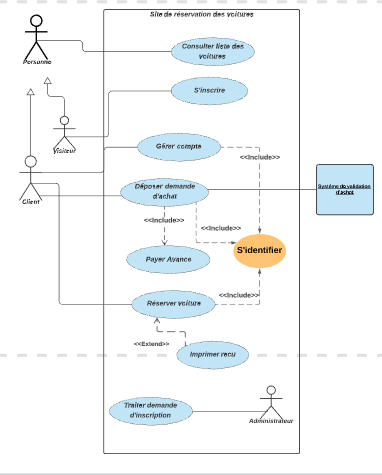 Site de réservation des voitures
Personne
Consulter liste des
voitures
S'inscrire
Visiteur
Gérer compte
<<Include>>
Client
Déposer demande
d'achat
Système de validation
d'achat
<<Include>>
<<Include>>
S'identifier
Payer Avance
Réserver voiture
<<Include>>
<<Extend>>
Imprimer recu
Traiter demande
d'inscription
Administrateur